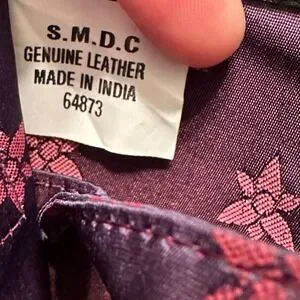 S.M.D.C
GENUINE LEATHER
MADE IN INDIA
64873